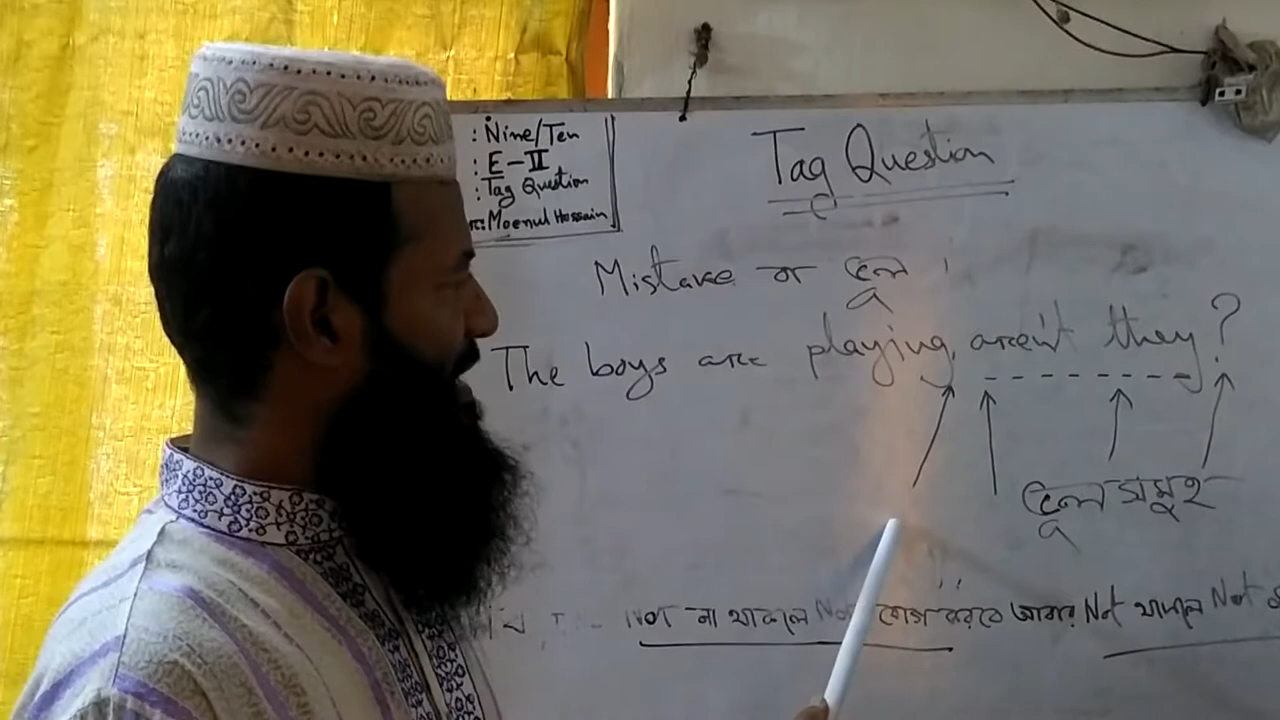 : Nine/Ten
: E-II
: Tag Question
: Moenul Hossain
Tag Question
Mistake বা ভুল ।
The boys are playing, aren't they?
ভুল সমূহ
Not না থাকলে Not যোগ করতে আবার Not থাকলে Not